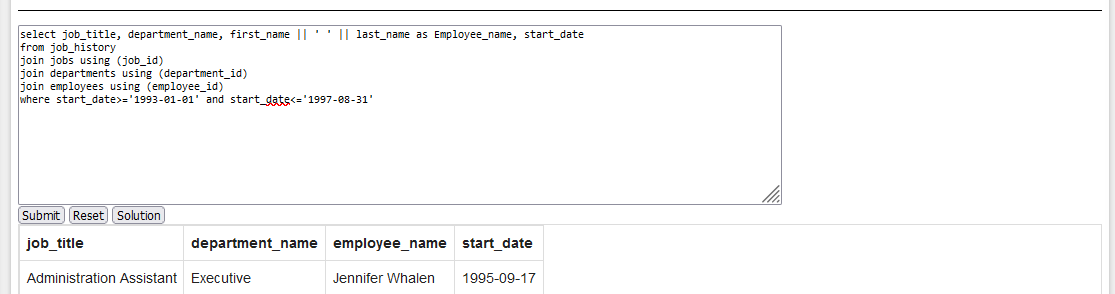 select job_title, department_name, first_name || ' ' || last_name as Employee_name, start_date
from job_history
join jobs using (job_id)
join departments using (department_id)
join employees using (employee_id)
where start_date>='1993-01-01' and start_date<='1997-08-31'
Submit Reset Solution
job_title department_name employee_name start_date
Administration Assistant Executive Jennifer Whalen 1995-09-17